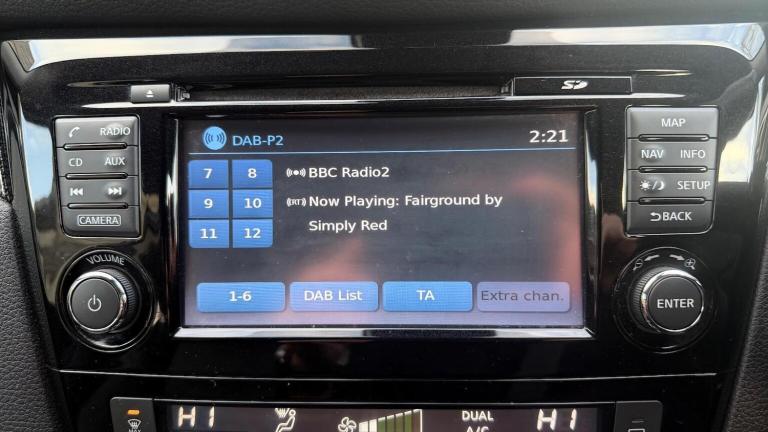 SD
RADIO
CD AUX
CAMERA
VOLUME
DAB-P2 2:21
7 8
9 10
11 12
BBC Radio2
(RT) Now Playing: Fairground by
Simply Red
1-6 DAB List TA Extra chan.
MAP
NAV INFO
SETUP
BACK
ENTER
MAX
HI
DUAL
A/C
HI